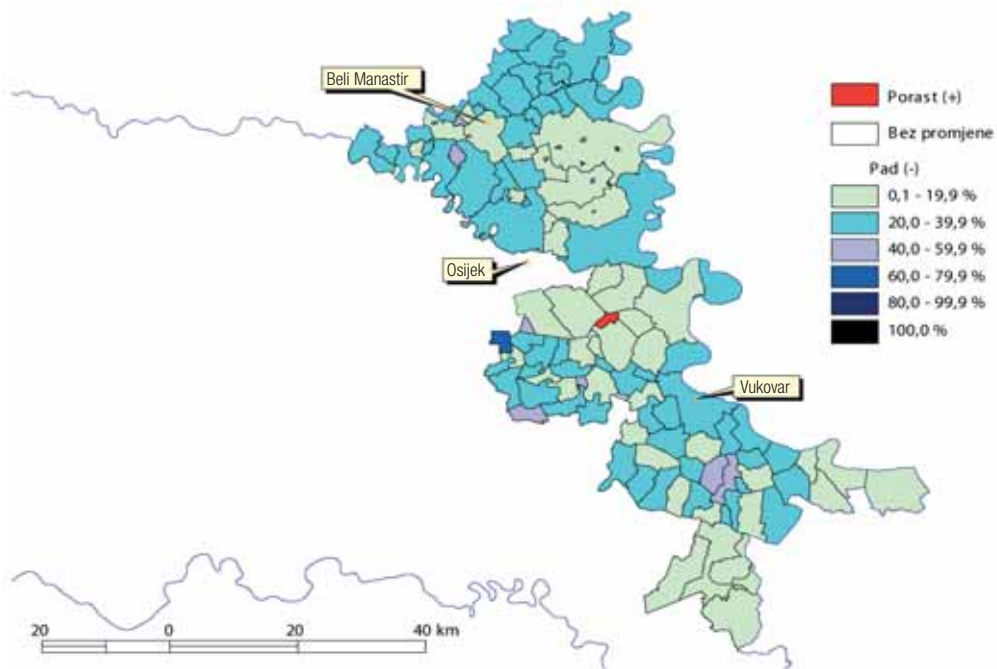 Beli Manastir
Osijek
Vukovar
Porast (+)
Bez promjene
Pad (-)
0,1 - 19,9 %
20,0 - 39,9 %
40,0 - 59,9 %
60,0 - 79,9 %
80,0 - 99,9 %
100,0 %
20 0 20 40 km